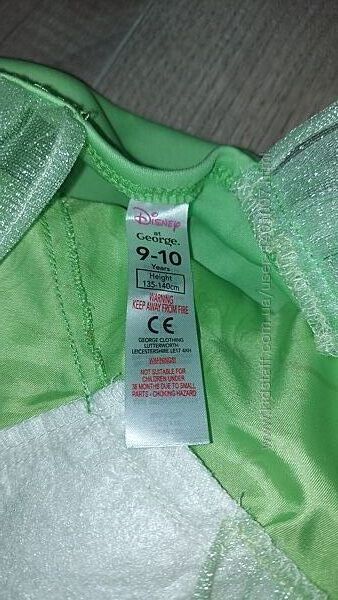 Disney
at
George.
9-10
Years
Height
135-140cm
WARNING
KEEP AWAY FROM FIRE
CE
GEORGE CLOTHING
LUTTERWORTH
LEICESTERSHIRE LE17 4XH
WARNING!
NOT SUITABLE FOR
CHILDREN UNDER
36 MONTHS DUE TO SMALL
PARTS - CHOKING HAZARD